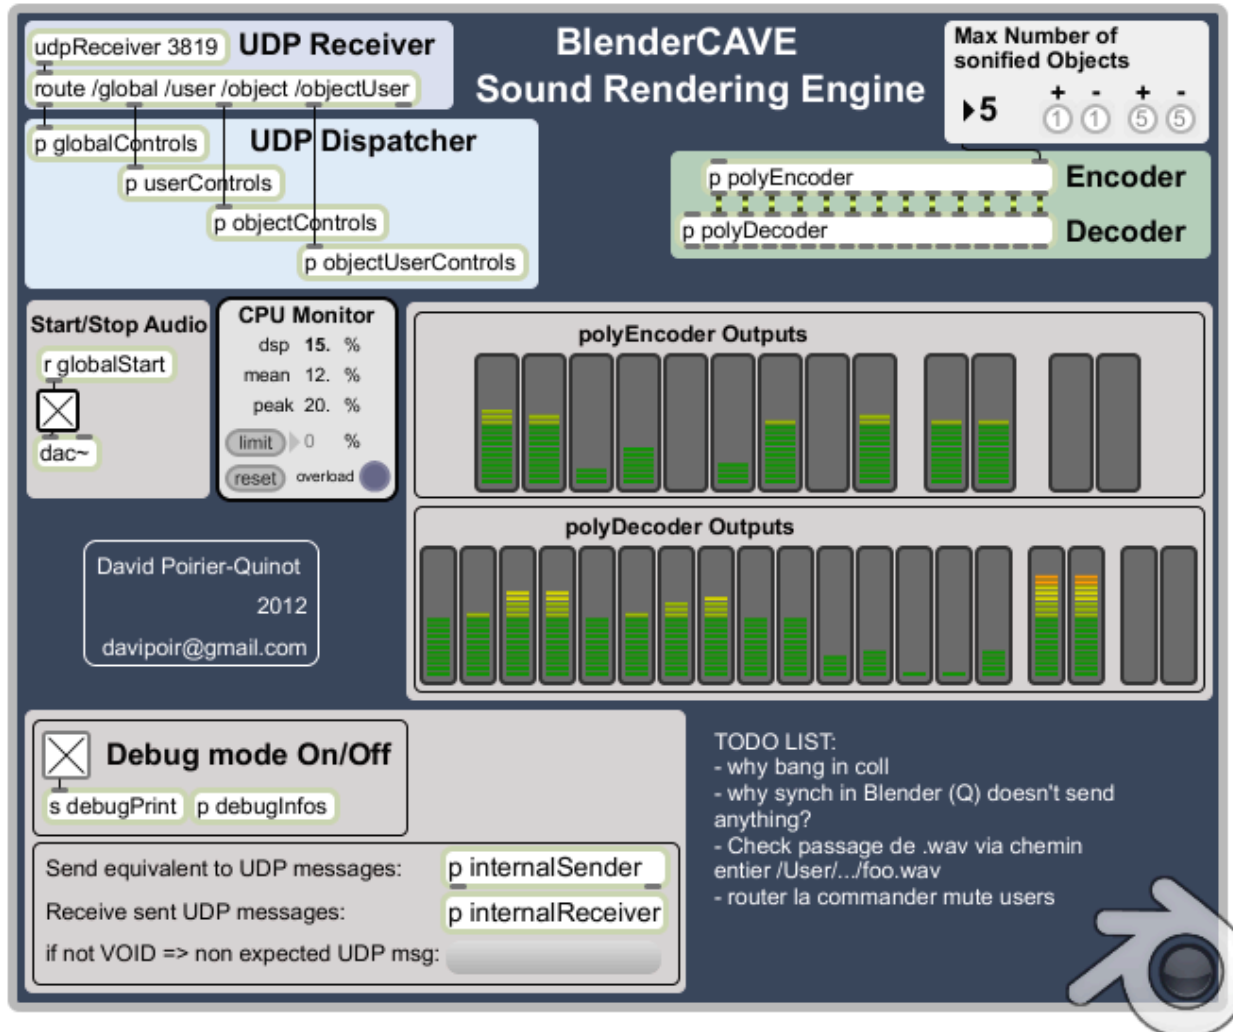 udpReceiver 3819
UDP Receiver
route /global /user /object /objectUser
BlenderCAVE
Sound Rendering Engine
Max Number of
sonified Objects
5
+ - + -
1 1 5 5
p globalControls
UDP Dispatcher
p userControls
p objectControls
p objectUserControls
p polyEncoder
Encoder
p polyDecoder
Decoder
Start/Stop Audio
r globalStart
dac~
CPU Monitor
dsp 15. %
mean 12. %
peak 20. %
limit 0 %
reset overload
polyEncoder Outputs
polyDecoder Outputs
David Poirier-Quinot
2012
davipoir@gmail.com
Debug mode On/Off
s debugPrint
p debugInfos
Send equivalent to UDP messages:
p internalSender
Receive sent UDP messages:
p internalReceiver
if not VOID => non expected UDP msg:
TODO LIST:
- why bang in coll
- why synch in Blender (Q) doesn't send
anything?
- Check passage de .wav via chemin
entier /User/.../foo.wav
- router la commander mute users